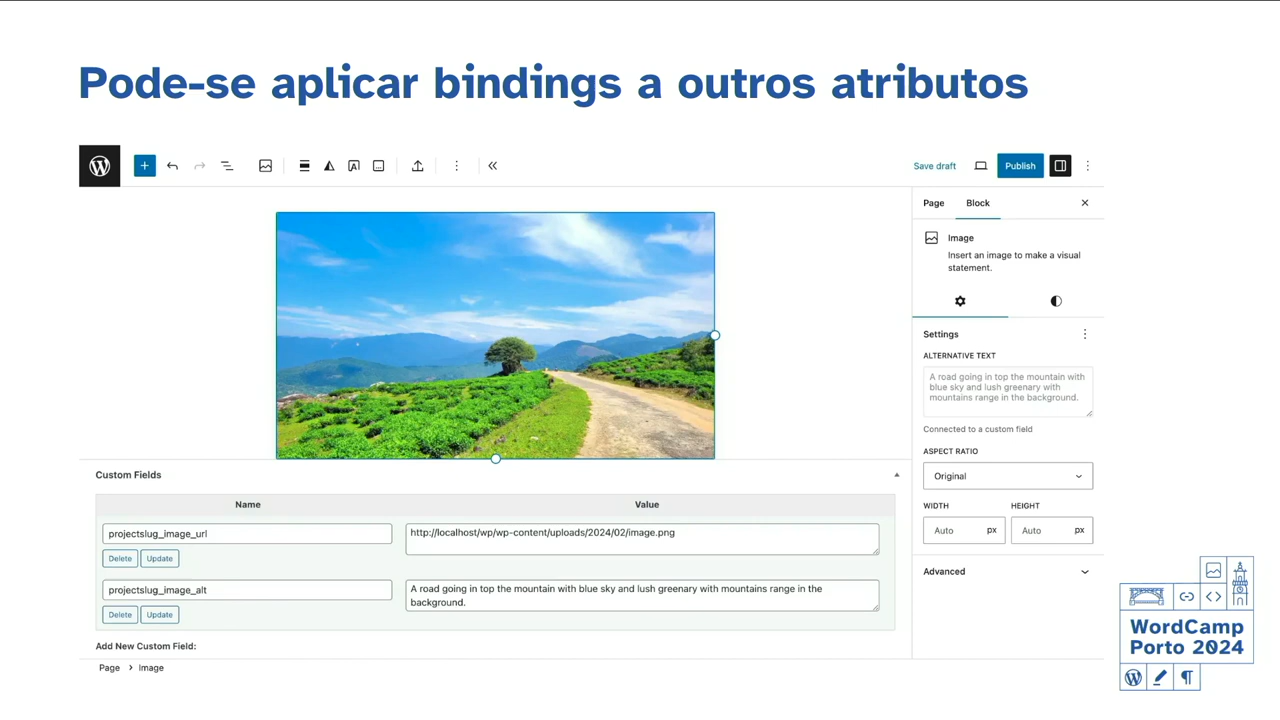 Pode-se aplicar bindings a outros atributos
Save draft
Publish
Page
Block
Image
Insert an image to make a visual
statement.
Settings
ALTERNATIVE TEXT
A road going in top the mountain with
blue sky and lush greenary with
mountains range in the background.
Connected to a custom field
ASPECT RATIO
Original
WIDTH
HEIGHT
Auto
px
Auto
px
Advanced
Custom Fields
Name
Value
projectslug_image_url
http://localhost/wp/wp-content/uploads/2024/02/image.png
Delete
Update
projectslug_image_alt
A road going in top the mountain with blue sky and lush greenary with mountains range in the
background.
Delete
Update
Add New Custom Field:
Page > Image
WordCamp
Porto 2024